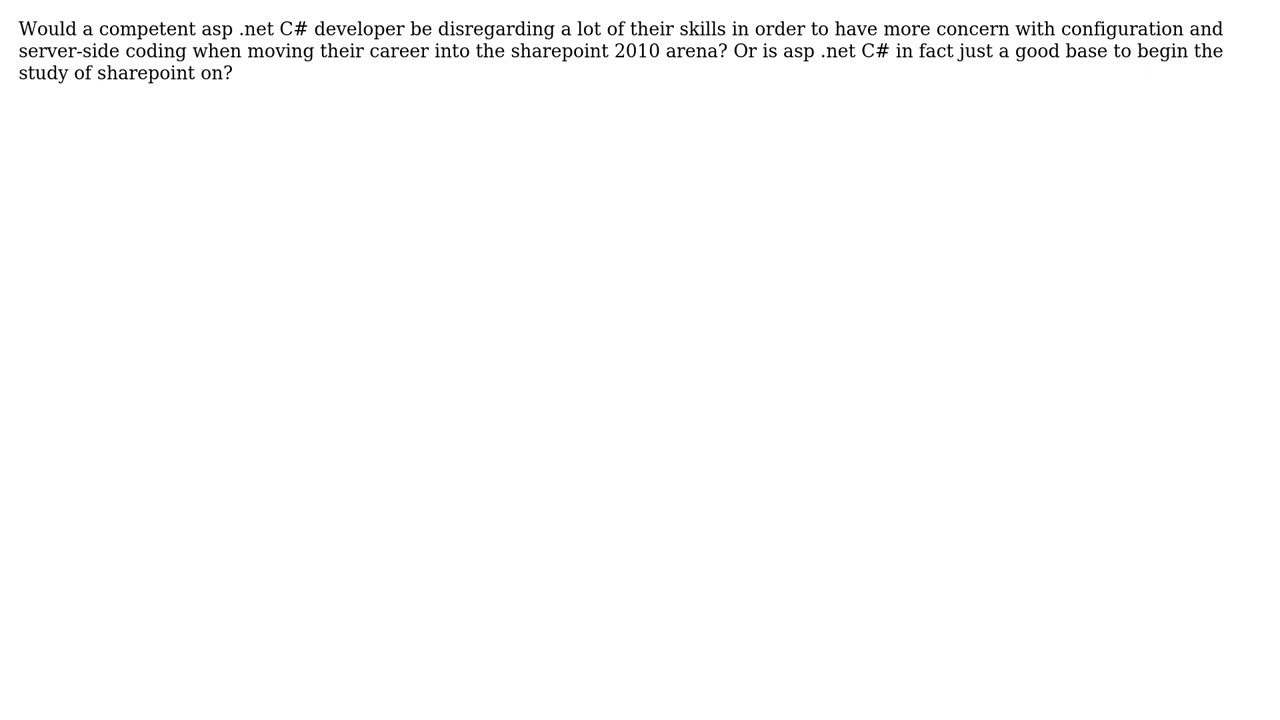 Would a competent asp .net C# developer be disregarding a lot of their skills in order to have more concern with configuration and
server-side coding when moving their career into the sharepoint 2010 arena? Or is asp .net C# in fact just a good base to begin the
study of sharepoint on?